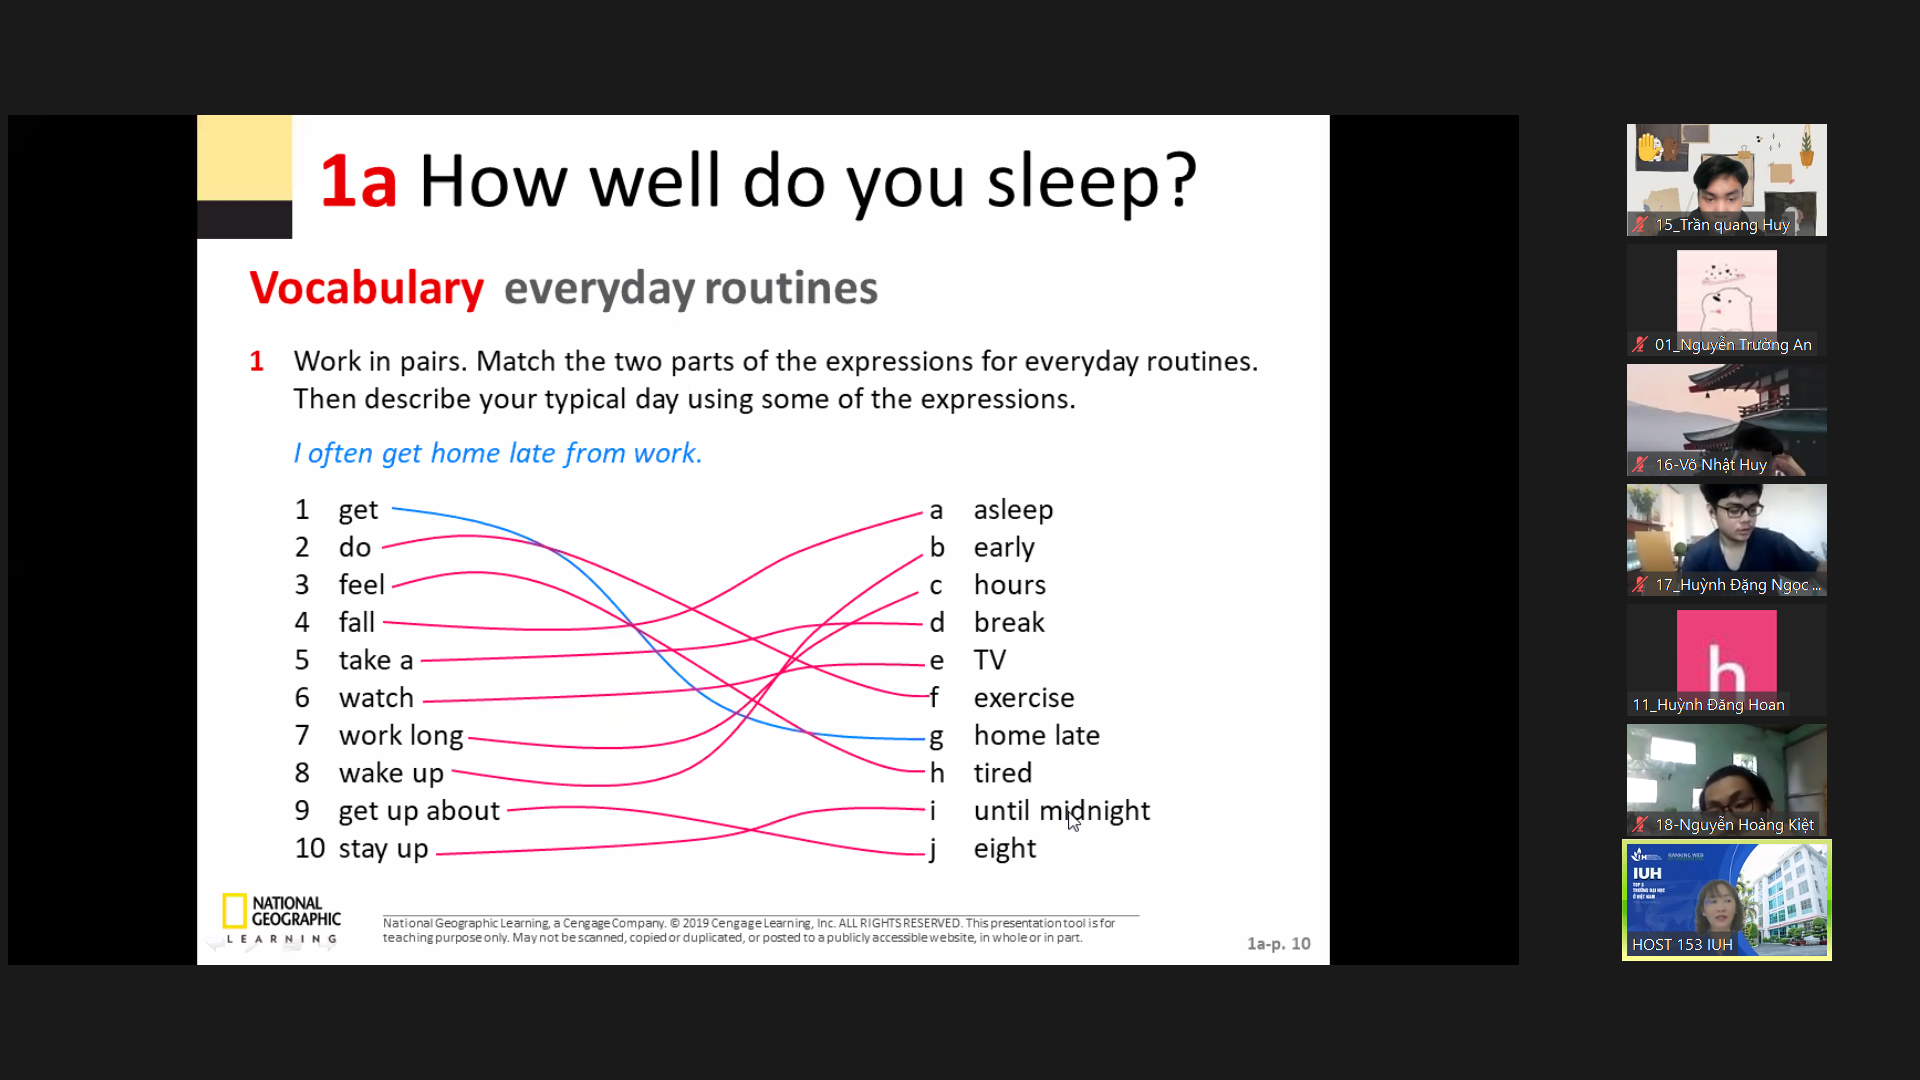 1a How well do you sleep?
Vocabulary everyday routines
1 Work in pairs. Match the two parts of the expressions for everyday routines.
Then describe your typical day using some of the expressions.
I often get home late from work.
1 get a asleep
2 do b early
3 feel c hours
4 fall d break
5 take a e TV
6 watch f exercise
7 work long g home late
8 wake up h tired
9 get up about i until midnight
10 stay up j eight
NATIONAL
GEOGRAPHIC
LEARNING
National Geographic Learning, a Cengage Company. © 2019 Cengage Learning, Inc. ALL RIGHTS RESERVED. This presentation tool is for
teaching purpose only. May not be scanned, copied or duplicated, or posted to a publicly accessible website, in whole or in part.
1a-p. 10
15_Trần quang Huy
01_Nguyễn Trường An
16-Võ Nhật Huy
17_Huỳnh Đặng Ngọc ...
h
11_Huỳnh Đăng Hoan
18-Nguyễn Hoàng Kiệt
RANKING WEB
IUH
HOST 153 IUH